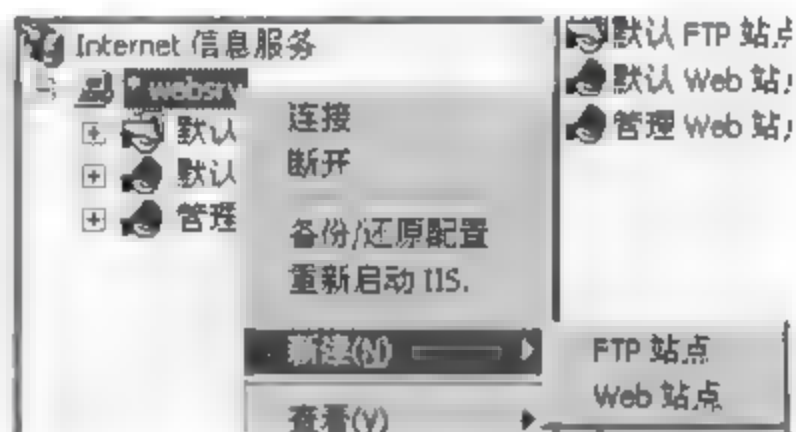 Internet 信息服务
* websrv
默认
默认
管理
连接
断开
备份/还原配置
重新启动 IIS.
新建(N)
查看(V)
FTP 站点
Web 站点
默认 FTP 站点
默认 Web 站
管理 Web 站